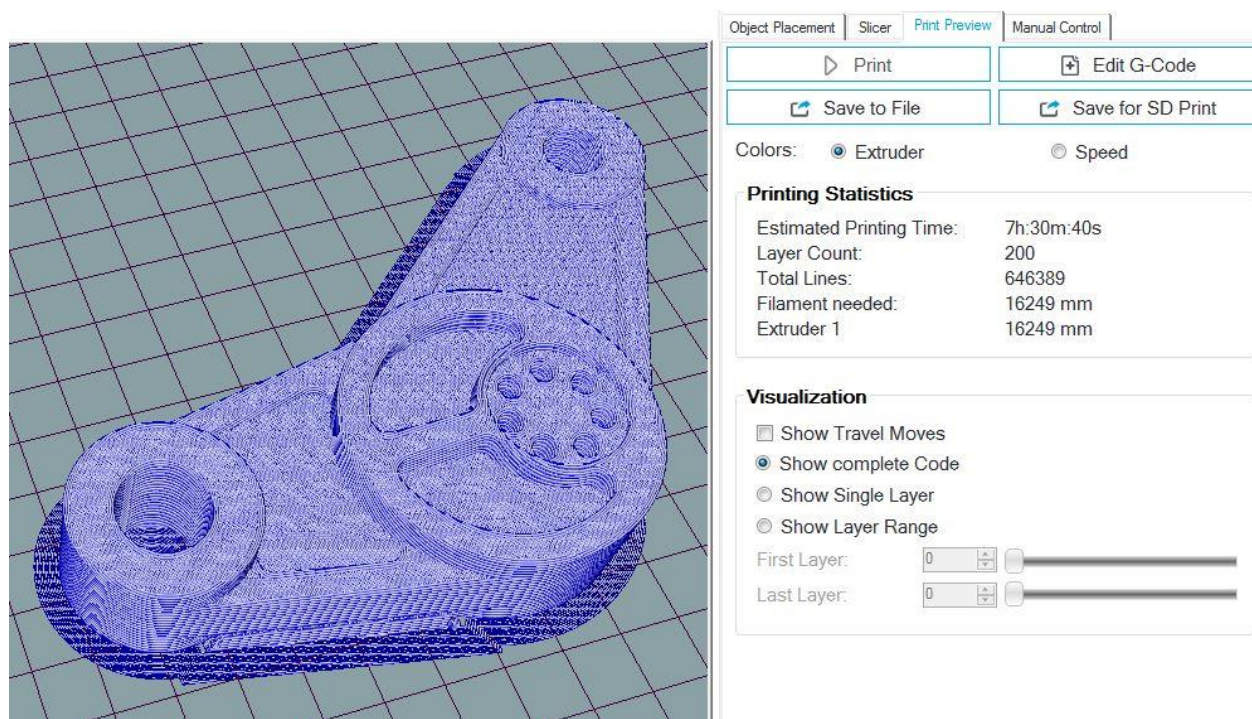 Object Placement Slicer Print Preview Manual Control
Print Edit G-Code
Save to File Save for SD Print
Colors: Extruder Speed
Printing Statistics
Estimated Printing Time: 7h:30m:40s
Layer Count: 200
Total Lines: 646389
Filament needed: 16249 mm
Extruder 1 16249 mm
Visualization
Show Travel Moves
Show complete Code
Show Single Layer
Show Layer Range
First Layer: 0
Last Layer: 0